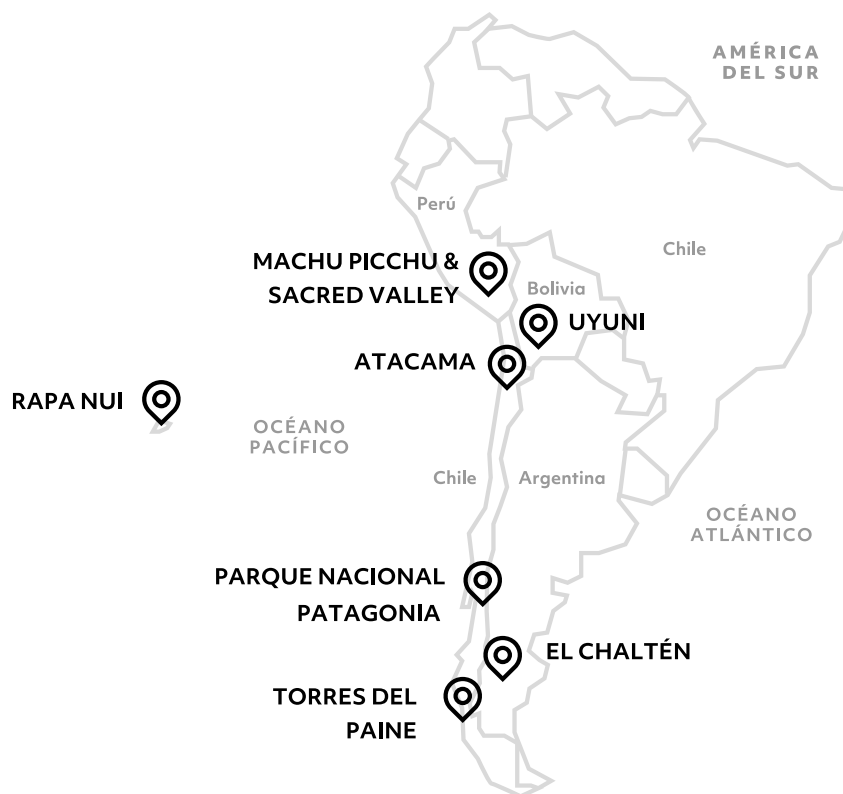 AMÉRICA
DEL SUR
Perú
Chile
MACHU PICCHU &
SACRED VALLEY
Bolivia
UYUNI
ATACAMA
RAPA NUI
OCÉANO
PACÍFICO
Chile
Argentina
OCÉANO
ATLÁNTICO
PARQUE NACIONAL
PATAGONIA
EL CHALTÉN
TORRES DEL
PAINE